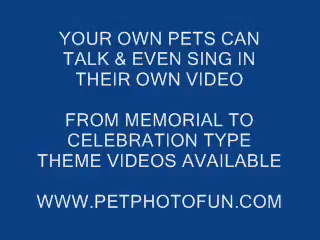 YOUR OWN PETS CAN
TALK & EVEN SING IN
THEIR OWN VIDEO
FROM MEMORIAL TO
CELEBRATION TYPE
THEME VIDEOS AVAILABLE
WWW.PETPHOTOFUN.COM